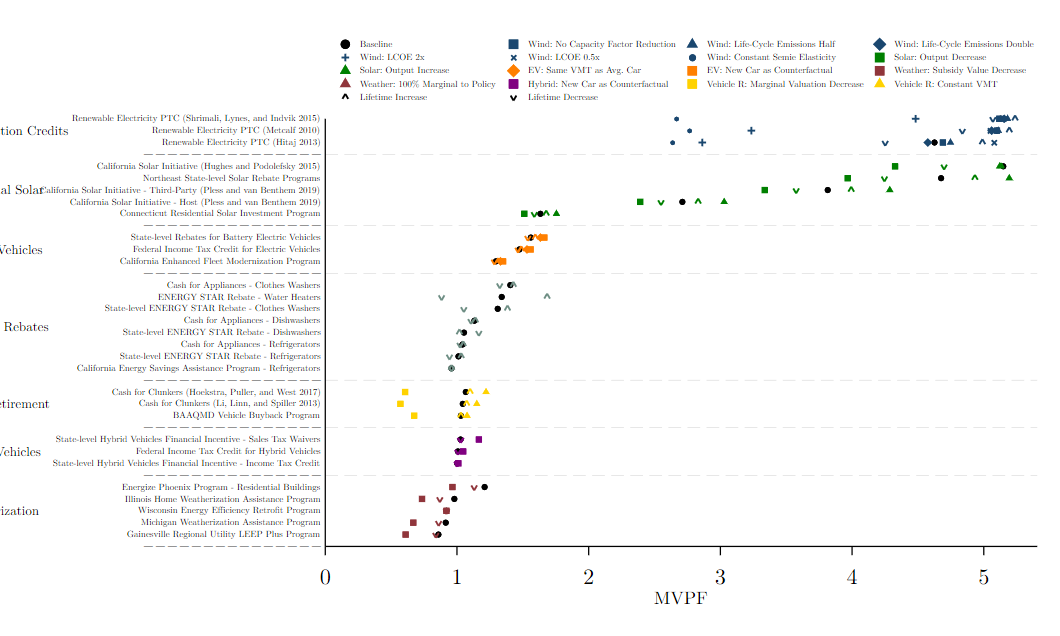 Baseline
Wind: No Capacity Factor Reduction
Wind: Life-Cycle Emissions Half
Wind: Life-Cycle Emissions Double
Wind: LCOE 2x
Wind: LCOE 0.5x
Wind: Constant Semie Elasticity
Solar: Output Decrease
Solar: Output Increase
EV: Same VMT as Avg. Car
EV: New Car as Counterfactual
Weather: Subsidy Value Decrease
Weather: 100% Marginal to Policy
Hybrid: New Car as Counterfactual
Vehicle R: Marginal Valuation Decrease
Vehicle R: Constant VMT
Lifetime Increase
Lifetime Decrease
Renewable Electricity PTC (Shrimali, Lynes, and Indvik 2015)
tion Credits
Renewable Electricity PTC (Metcalf 2010)
Renewable Electricity PTC (Hitaj 2013)
California Solar Initiative (Hughes and Podolefsky 2015)
Northeast State-level Solar Rebate Programs
al Solar
California Solar Initiative - Third-Party (Pless and van Benthem 2019)
California Solar Initiative - Host (Pless and van Benthem 2019)
Connecticut Residential Solar Investment Program
State-level Rebates for Battery Electric Vehicles
Vehicles
Federal Income Tax Credit for Electric Vehicles
California Enhanced Fleet Modernization Program
Cash for Appliances - Clothes Washers
ENERGY STAR Rebate - Water Heaters
State-level ENERGY STAR Rebate - Clothes Washers
Cash for Appliances - Dishwashers
Rebates
State-level ENERGY STAR Rebate - Dishwashers
Cash for Appliances - Refrigerators
State-level ENERGY STAR Rebate - Refrigerators
California Energy Savings Assistance Program - Refrigerators
Cash for Clunkers (Hoekstra, Puller, and West 2017)
etirement
Cash for Clunkers (Li, Linn, and Spiller 2013)
BAAQMD Vehicle Buyback Program
State-level Hybrid Vehicles Financial Incentive - Sales Tax Waivers
Vehicles
Federal Income Tax Credit for Hybrid Vehicles
State-level Hybrid Vehicles Financial Incentive - Income Tax Credit
Energize Phoenix Program - Residential Buildings
Illinois Home Weatherization Assistance Program
ization
Wisconsin Energy Efficiency Retrofit Program
Michigan Weatherization Assistance Program
Gainesville Regional Utility LEEP Plus Program
0 1 2 3 4 5
MVPF